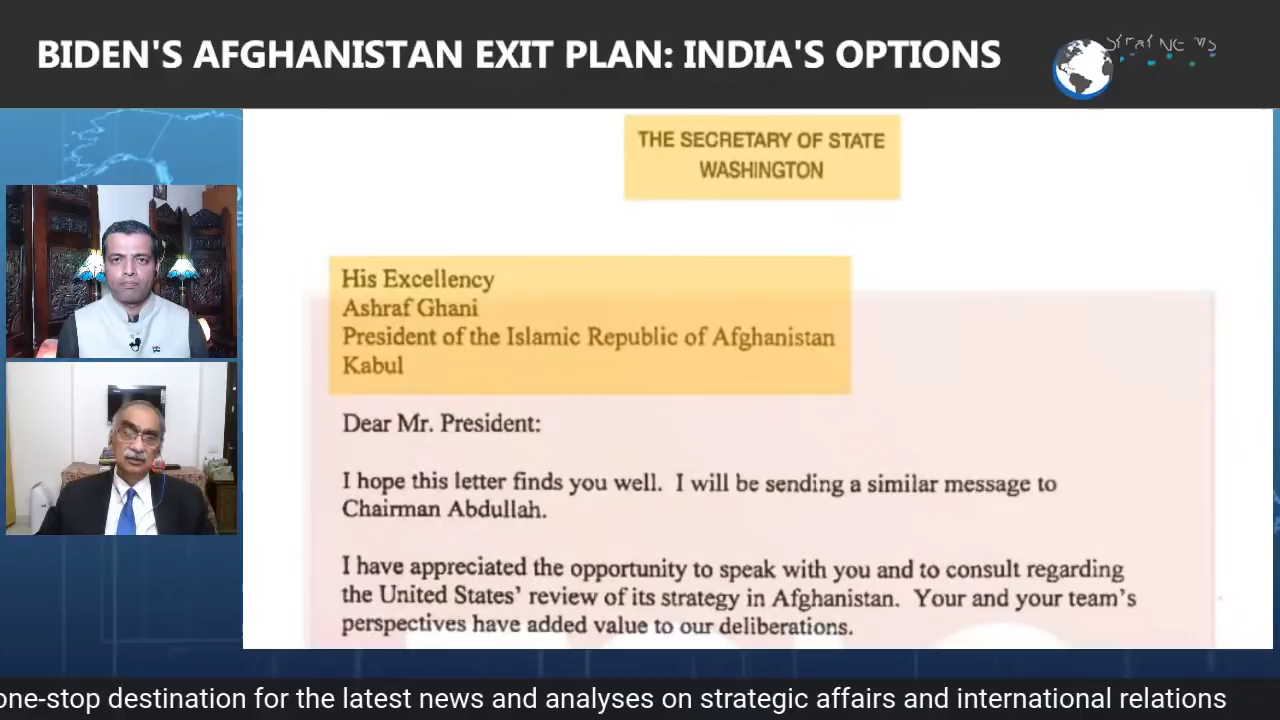 BIDEN'S AFGHANISTAN EXIT PLAN: INDIA'S OPTIONS
THE SECRETARY OF STATE
WASHINGTON
His Excellency
Ashraf Ghani
President of the Islamic Republic of Afghanistan
Kabul
Dear Mr. President:
I hope this letter finds you well. I will be sending a similar message to
Chairman Abdullah.
I have appreciated the opportunity to speak with you and to consult regarding
the United States' review of its strategy in Afghanistan. Your and your team's
perspectives have added value to our deliberations.
one-stop destination for the latest news and analyses on strategic affairs and international relations